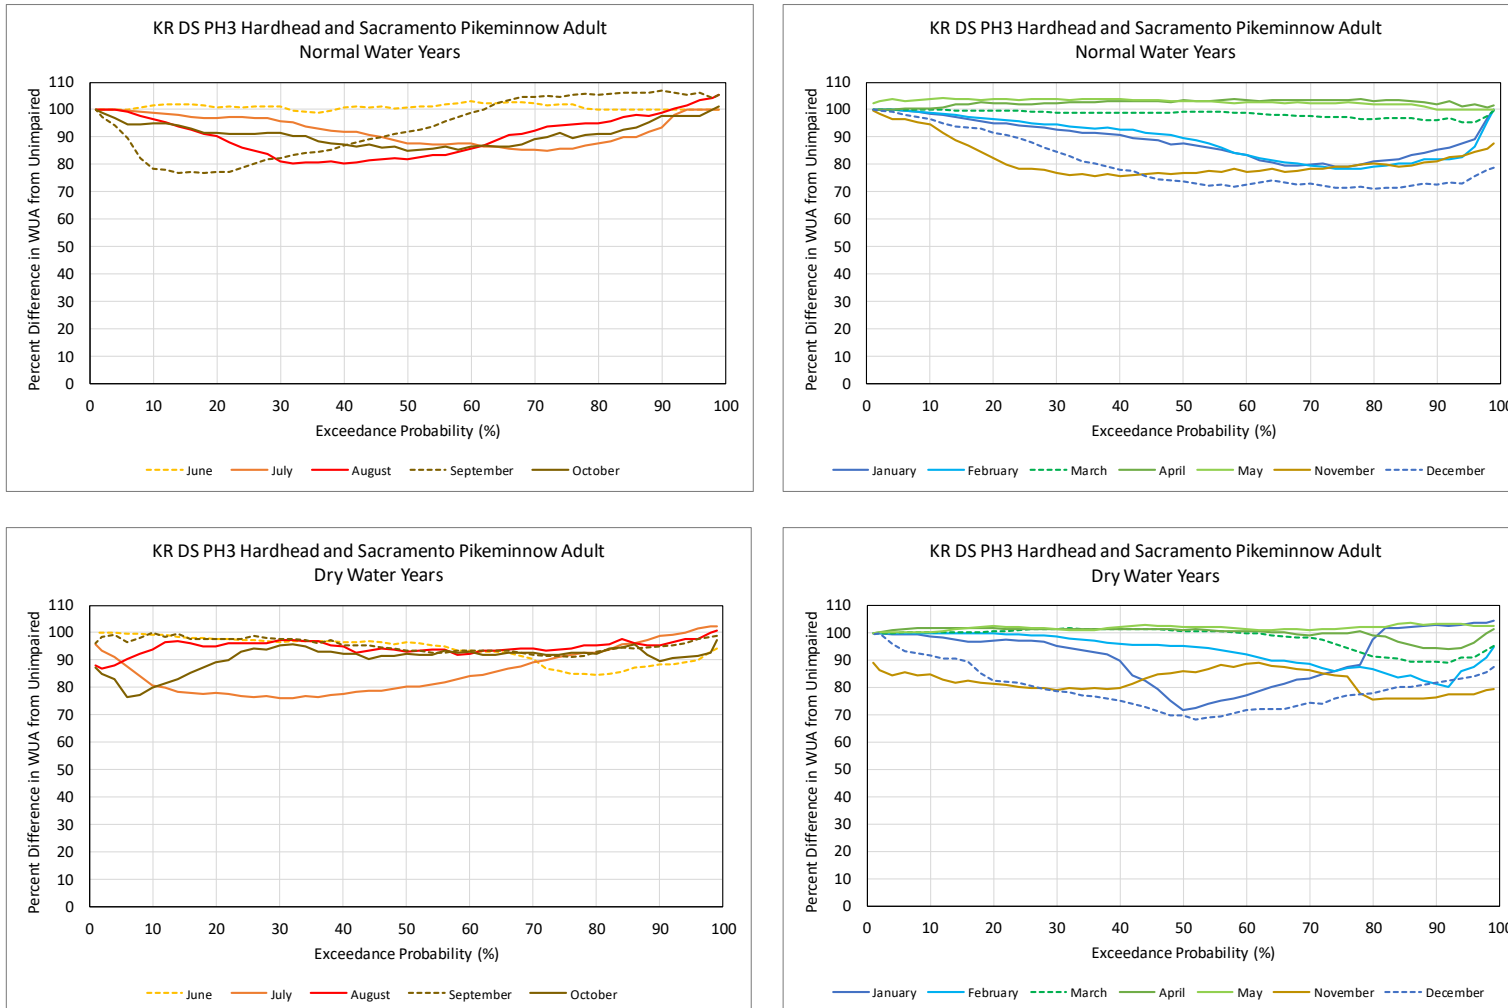 KR DS PH3 Hardhead and Sacramento Pikeminnow Adult
Normal Water Years
Percent Difference in WUA from Unimpaired
110
100
90
80
70
60
50
40
30
20
10
0
0 10 20 30 40 50 60 70 80 90 100
Exceedance Probability (%)
June July August September October
KR DS PH3 Hardhead and Sacramento Pikeminnow Adult
Normal Water Years
Percent Difference in WUA from Unimpaired
110
100
90
80
70
60
50
40
30
20
10
0
0 10 20 30 40 50 60 70 80 90 100
Exceedance Probability (%)
January February March April May November December
KR DS PH3 Hardhead and Sacramento Pikeminnow Adult
Dry Water Years
Percent Difference in WUA from Unimpaired
110
100
90
80
70
60
50
40
30
20
10
0
0 10 20 30 40 50 60 70 80 90 100
Exceedance Probability (%)
June July August September October
KR DS PH3 Hardhead and Sacramento Pikeminnow Adult
Dry Water Years
Percent Difference in WUA from Unimpaired
110
100
90
80
70
60
50
40
30
20
10
0
0 10 20 30 40 50 60 70 80 90 100
Exceedance Probability (%)
January February March April May November December